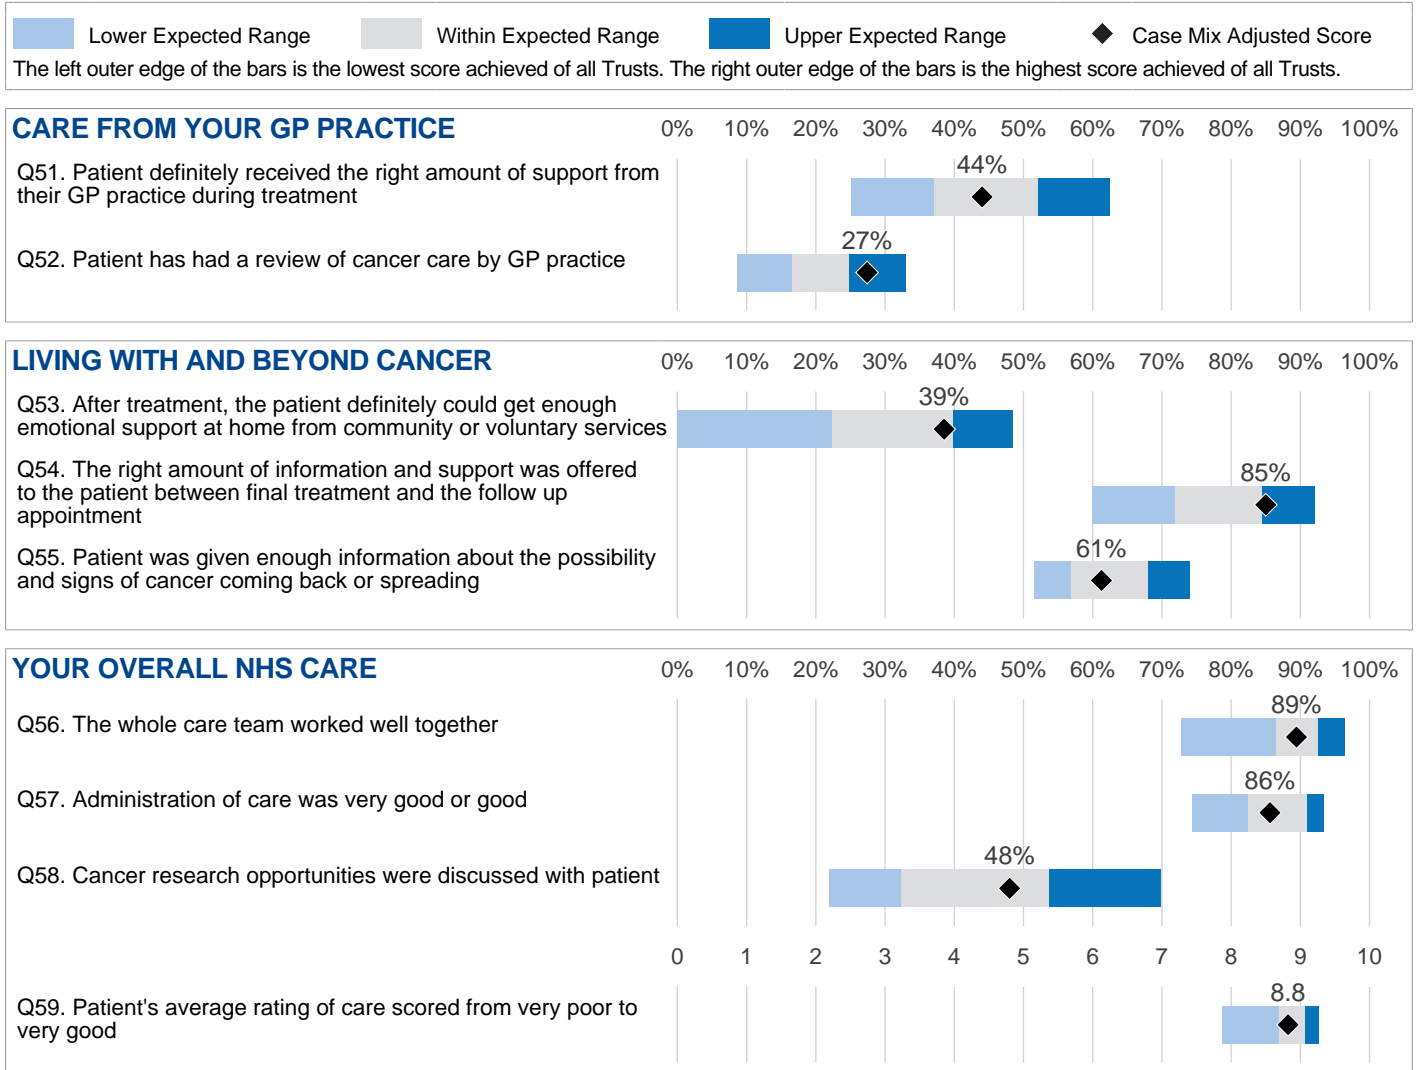 Lower Expected Range Within Expected Range Upper Expected Range Case Mix Adjusted Score
The left outer edge of the bars is the lowest score achieved of all Trusts. The right outer edge of the bars is the highest score achieved of all Trusts.
CARE FROM YOUR GP PRACTICE 0% 10% 20% 30% 40% 50% 60% 70% 80% 90% 100%
44%
Q51. Patient definitely received the right amount of support from
their GP practice during treatment
27%
Q52. Patient has had a review of cancer care by GP practice
LIVING WITH AND BEYOND CANCER 0% 10% 20% 30% 40% 50% 60% 70% 80% 90% 100%
39%
Q53. After treatment, the patient definitely could get enough
emotional support at home from community or voluntary services
85%
Q54. The right amount of information and support was offered
to the patient between final treatment and the follow up
appointment
61%
Q55. Patient was given enough information about the possibility
and signs of cancer coming back or spreading
YOUR OVERALL NHS CARE 0% 10% 20% 30% 40% 50% 60% 70% 80% 90% 100%
89%
Q56. The whole care team worked well together
86%
Q57. Administration of care was very good or good
48%
Q58. Cancer research opportunities were discussed with patient
0 1 2 3 4 5 6 7 8 9 10
8.8
Q59. Patient's average rating of care scored from very poor to
very good